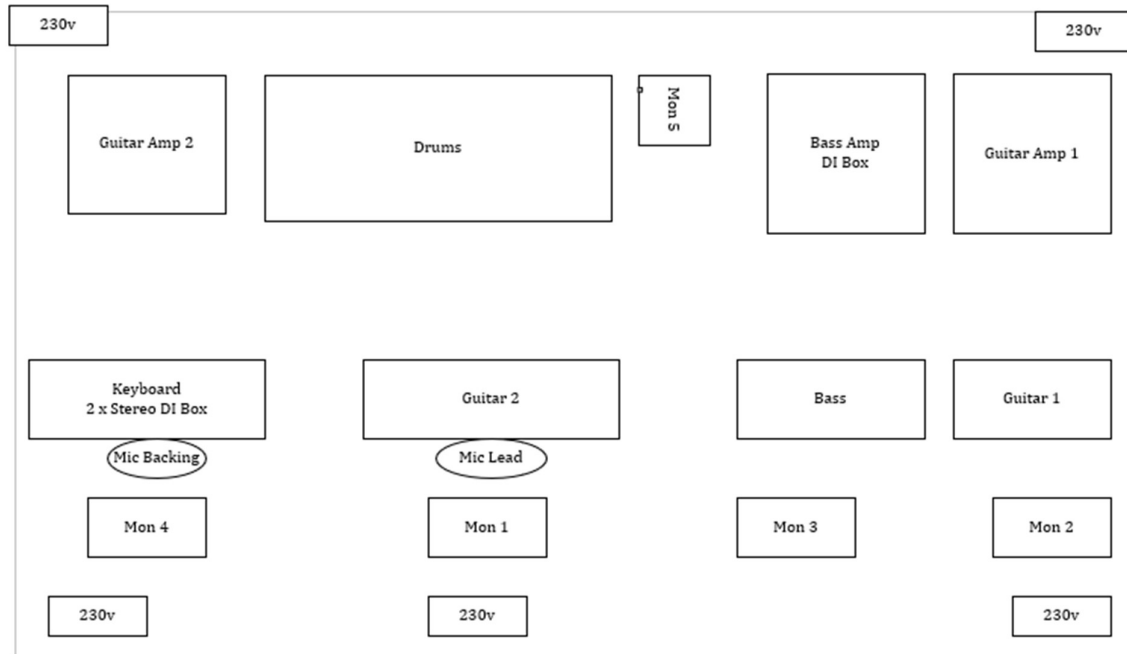 230v
230v
Guitar Amp 2
Drums
Mon 5
Bass Amp
DI Box
Guitar Amp 1
Keyboard
2 x Stereo DI Box
Guitar 2
Bass
Guitar 1
Mic Backing
Mic Lead
Mon 4
Mon 1
Mon 3
Mon 2
230v
230v
230v